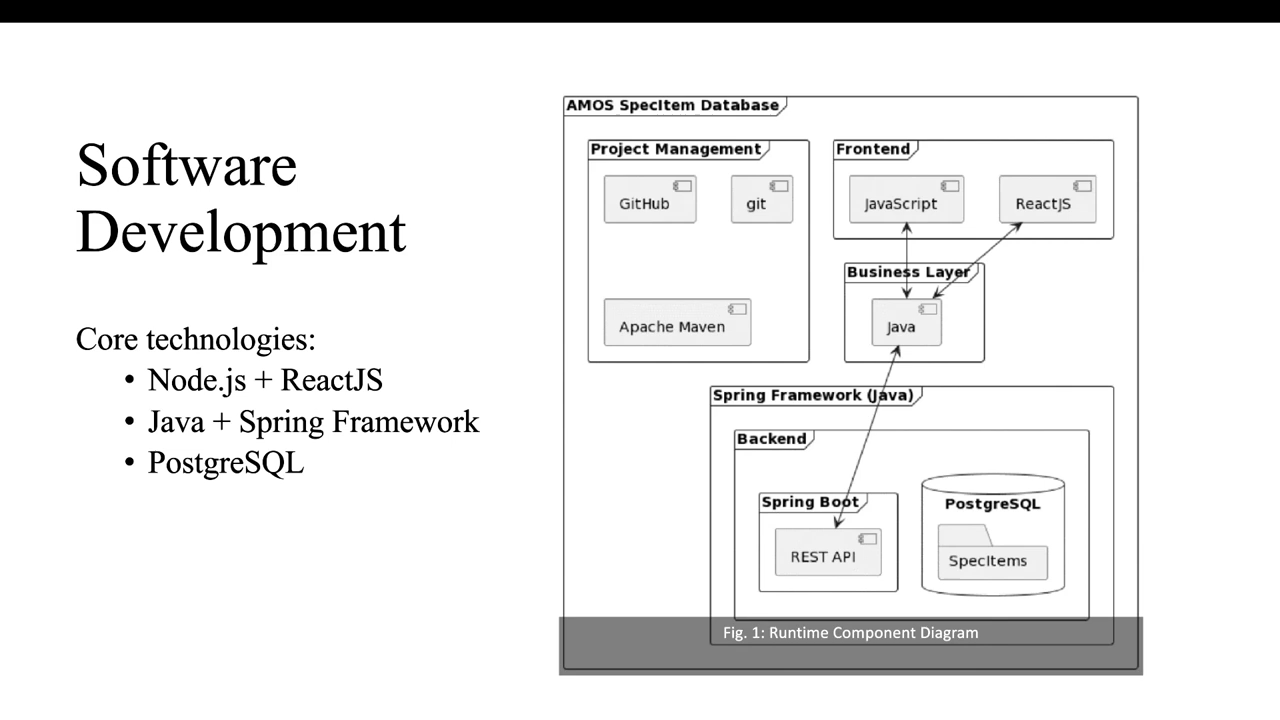 Software
Development
Core technologies:
• Node.js + ReactJS
• Java + Spring Framework
• PostgreSQL
AMOS SpecItem Database
Project Management
GitHub
git
Apache Maven
Frontend
JavaScript
ReactJS
Business Layer
Java
Spring Framework (Java)
Backend
Spring Boot
REST API
PostgreSQL
SpecItems
Fig. 1: Runtime Component Diagram